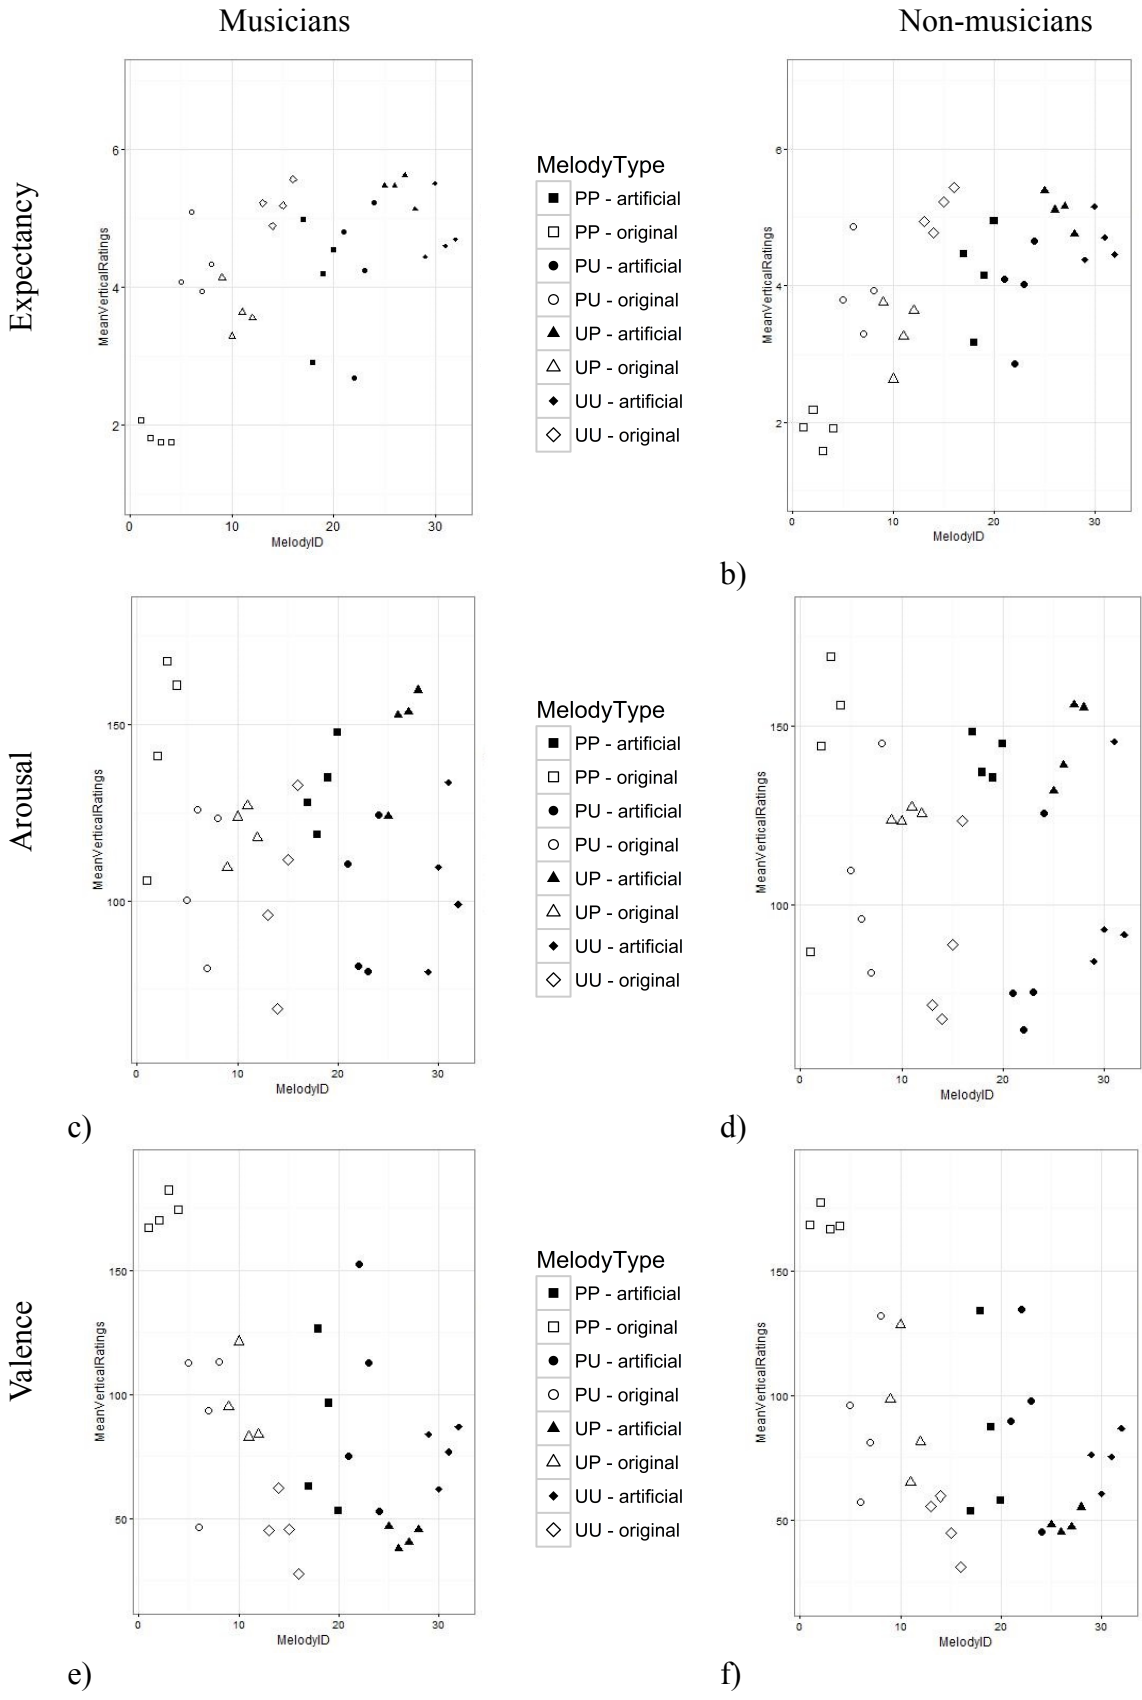 Musicians
Non-musicians
Expectancy
MeanVerticalRatings
6
4
2
0
10
20
30
MelodyID
MelodyType
PP - artificial
PP - original
PU - artificial
PU - original
UP - artificial
UP - original
UU - artificial
UU - original
MeanVerticalRatings
6
4
2
0
10
20
30
MelodyID
b)
Arousal
MeanVerticalRatings
150
100
0
10
20
30
MelodyID
MelodyType
PP - artificial
PP - original
PU - artificial
PU - original
UP - artificial
UP - original
UU - artificial
UU - original
MeanVerticalRatings
150
100
0
10
20
30
MelodyID
c)
d)
Valence
MeanVerticalRatings
150
100
50
0
10
20
30
MelodyID
MelodyType
PP - artificial
PP - original
PU - artificial
PU - original
UP - artificial
UP - original
UU - artificial
UU - original
MeanVerticalRatings
150
100
50
0
10
20
30
MelodyID
e)
f)